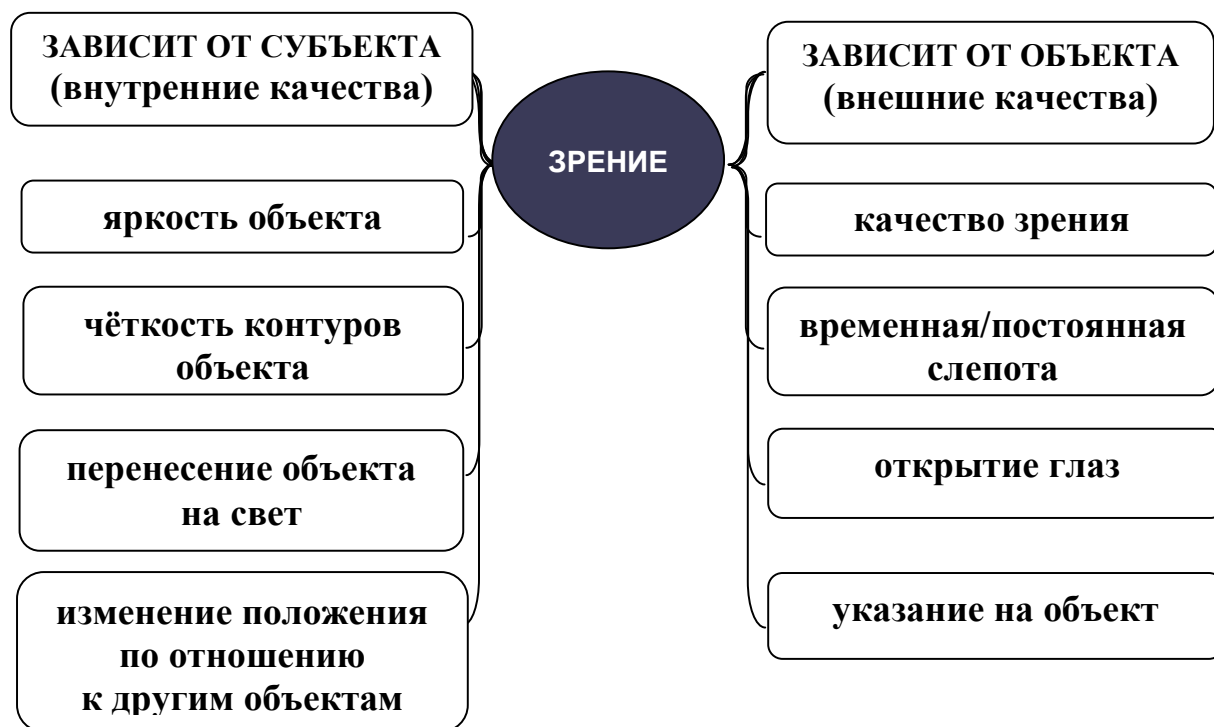 ЗАВИСИТ ОТ СУБЪЕКТА
(внутренние качества)
яркость объекта
чёткость контуров
объекта
перенесение объекта
на свет
изменение положения
по отношению
к другим объектам
ЗРЕНИЕ
ЗАВИСИТ ОТ ОБЪЕКТА
(внешние качества)
качество зрения
временная/постоянная
слепота
открытие глаз
указание на объект